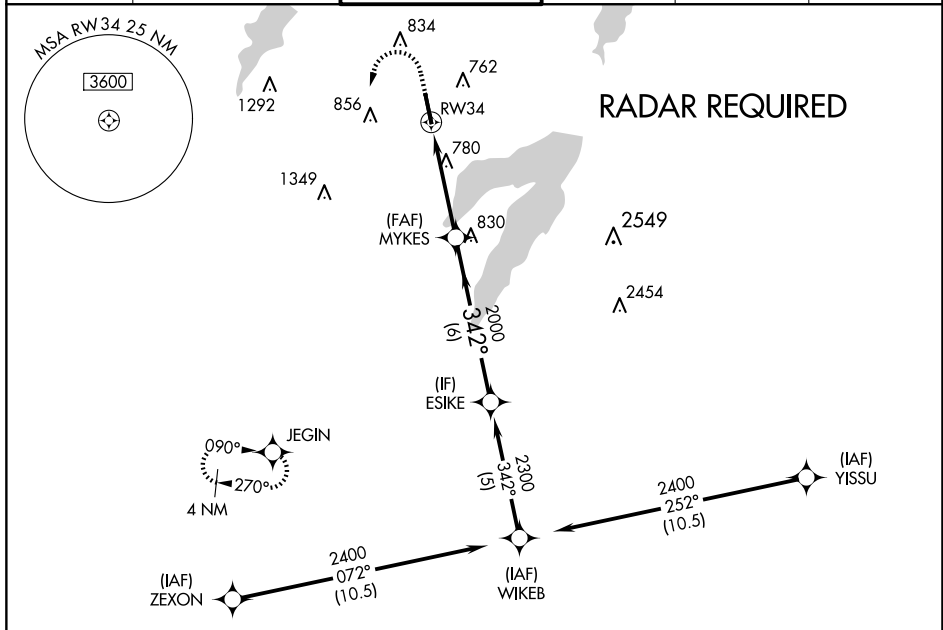 MSA RW34 25 NM
3600
1292
834
762
856
RW34
RADAR REQUIRED
780
1349
(FAF)
MYKES
830
2549
2454
2000
342°
(6)
(IF)
ESIKE
JEGIN
090°
270°
4 NM
2300
342°
(5)
(IAF)
YISSU
2400
252°
(10.5)
2400
072°
(10.5)
(IAF)
WIKEB
(IAF)
ZEXON